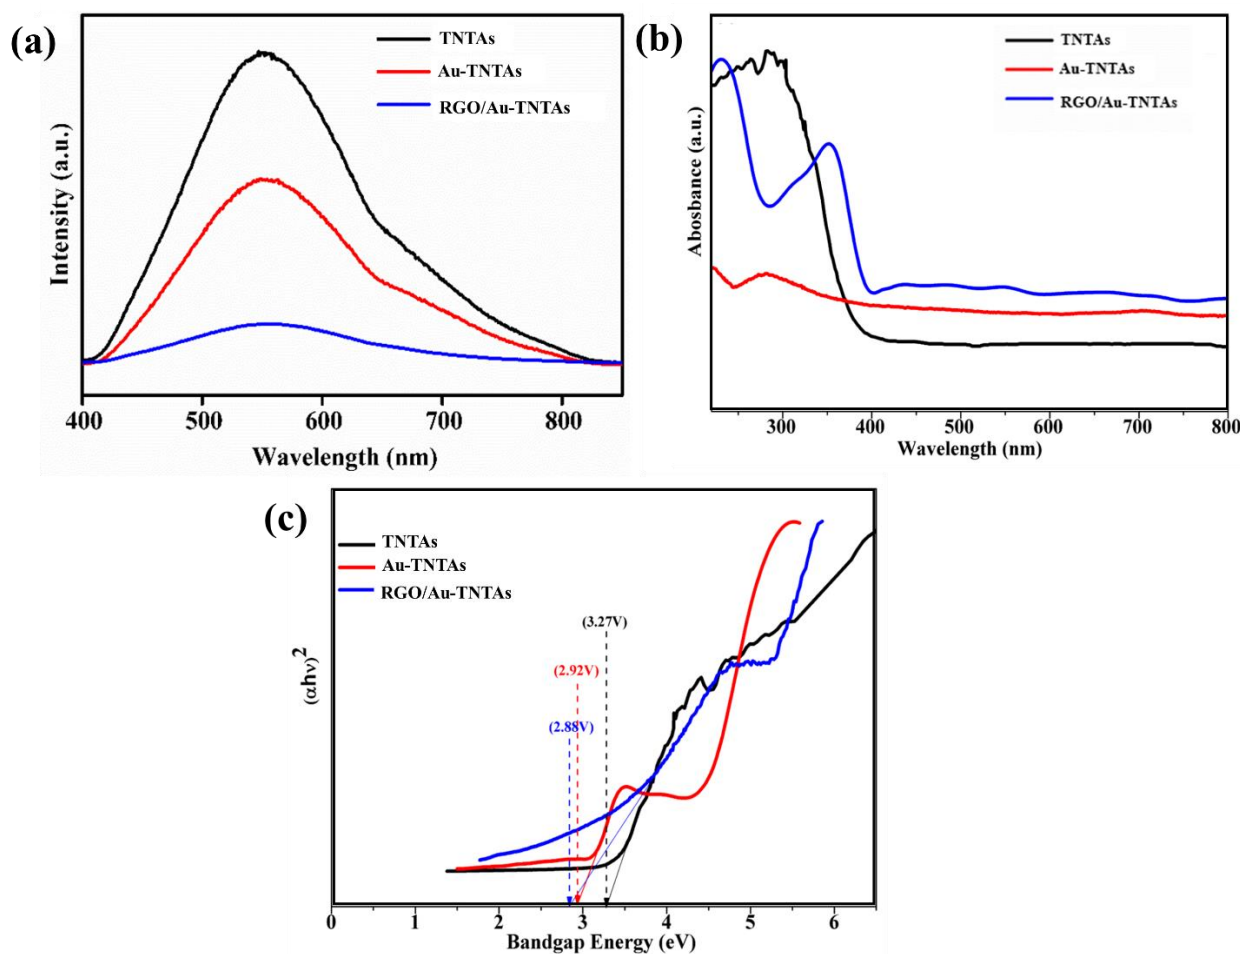 (a)
TNTAs
Au-TNTAs
RGO/Au-TNTAs
Intensity (a.u.)
400 500 600 700 800
Wavelength (nm)
(b)
TNTAs
Au-TNTAs
RGO/Au-TNTAs
Abosbance (a.u.)
300 400 500 600 700 800
Wavelength (nm)
(c)
TNTAs
Au-TNTAs
RGO/Au-TNTAs
(3.27V)
(2.92V)
(2.88V)
(αhν)2
0 1 2 3 4 5 6
Bandgap Energy (eV)